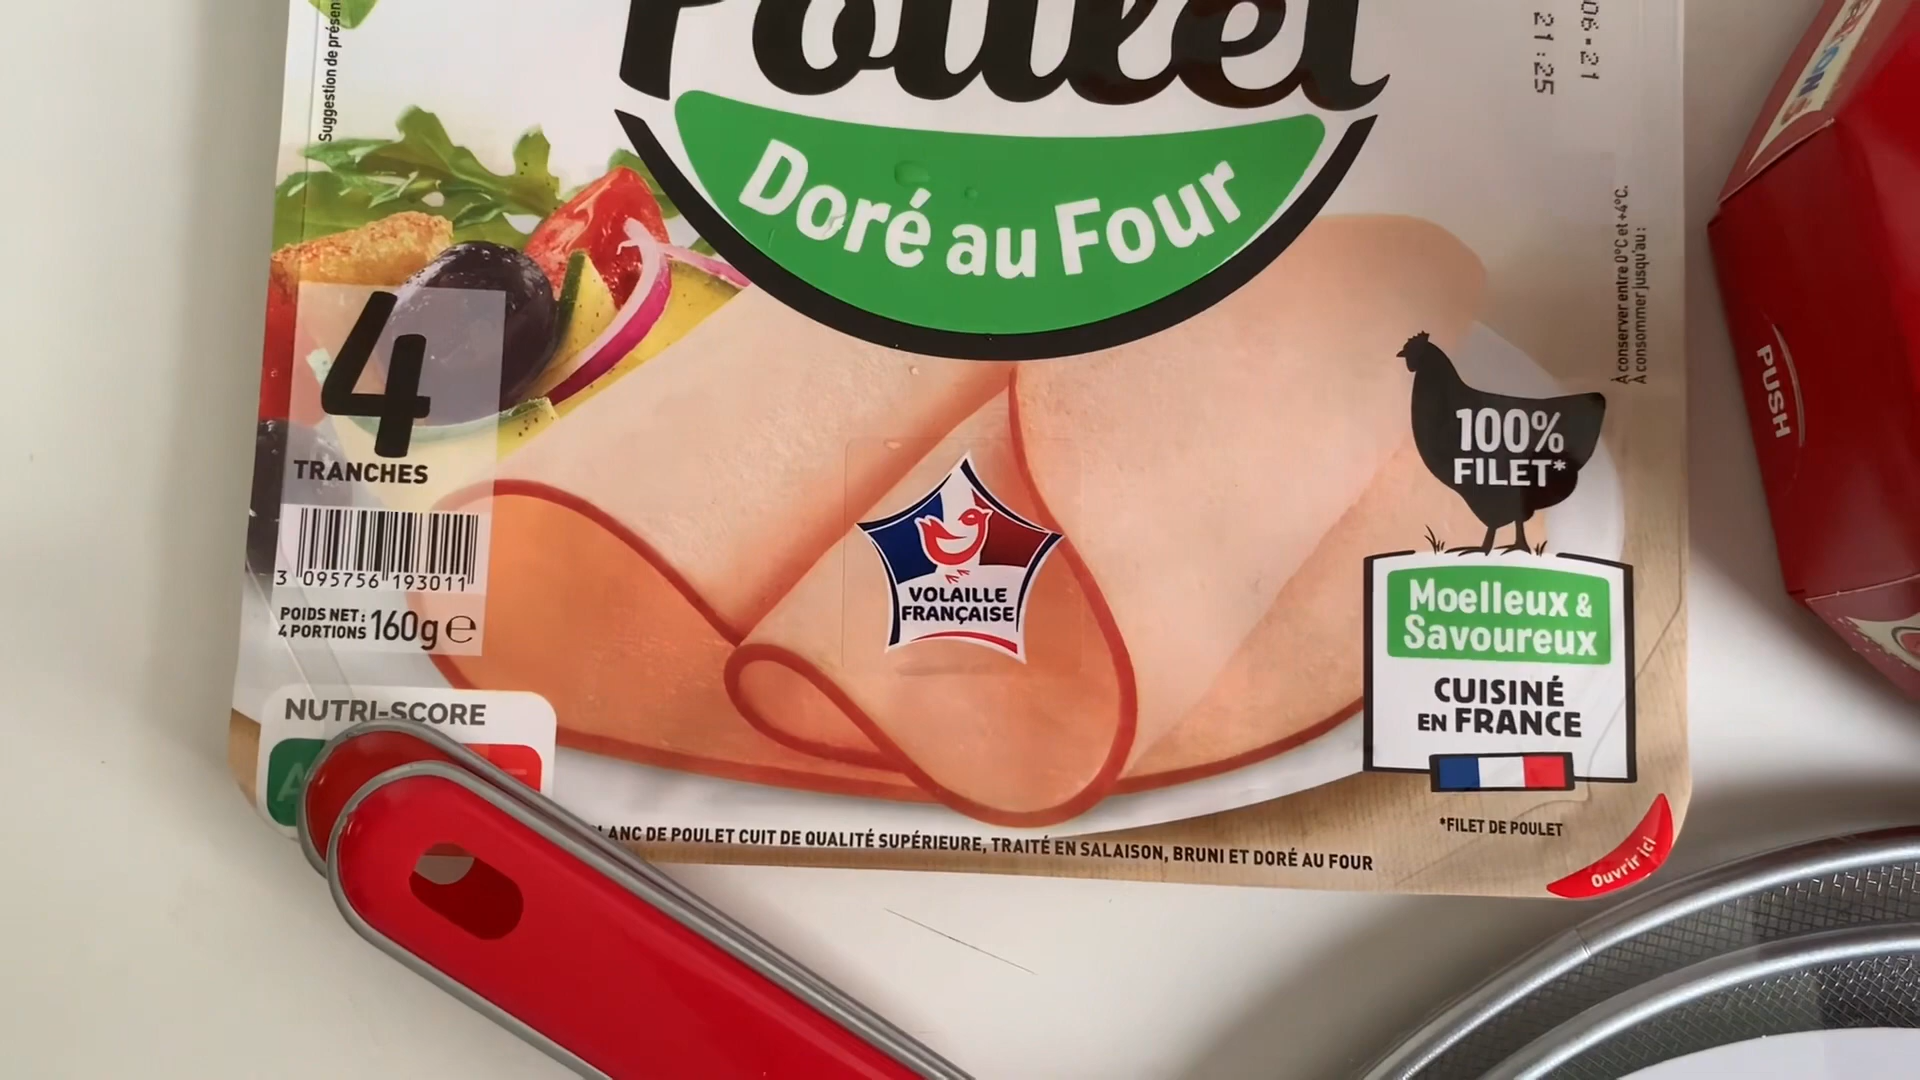 Suggestion de présen
Poulet
Doré au Four
06-21
21:25
À conserver entre 0°C et +4°C.
À consommer jusqu'au :
4
TRANCHES
3 095756 193011
POIDS NET :
4 PORTIONS
160g e
NUTRI-SCORE
A
VOLAILLE
FRANÇAISE
100%
FILET*
Moelleux &
Savoureux
CUISINÉ
EN FRANCE
*FILET DE POULET
LANC DE POULET CUIT DE QUALITÉ SUPÉRIEURE, TRAITÉ EN SALAISON, BRUNI ET DORÉ AU FOUR
Ouvrir ici
PUSH